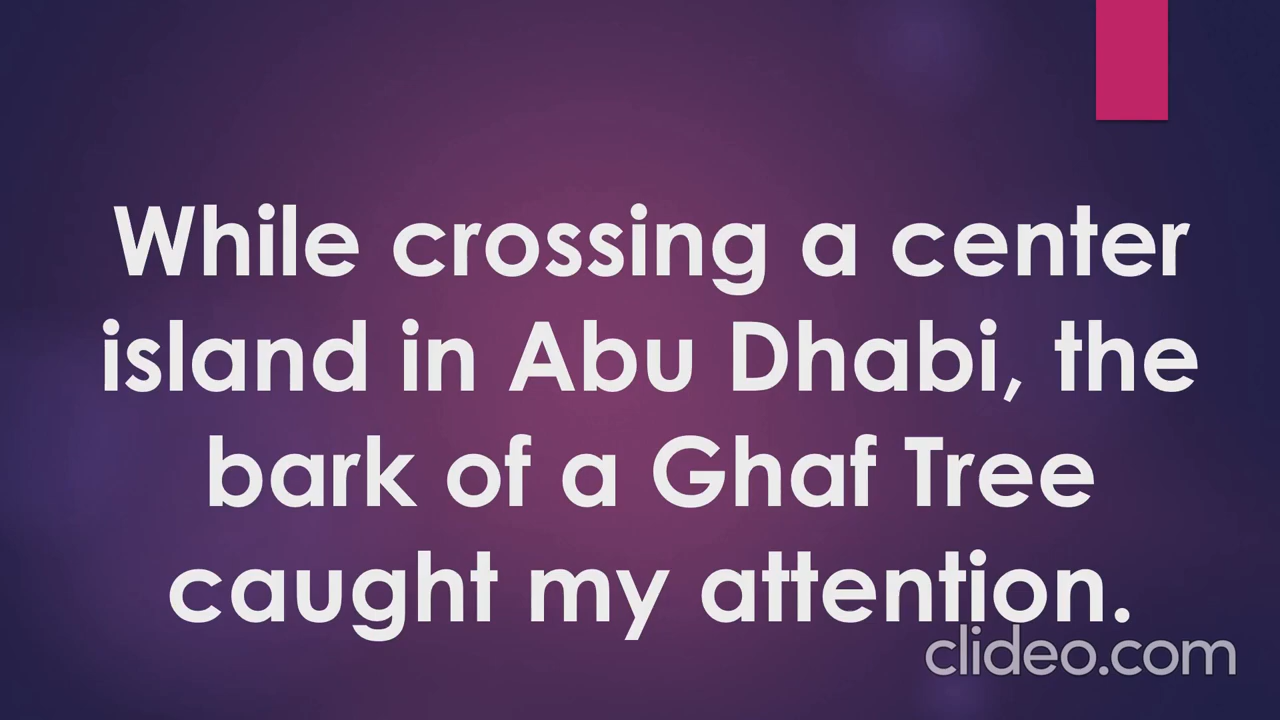 While crossing a center
island in Abu Dhabi, the
bark of a Ghaf Tree
caught my attention.
clideo.com